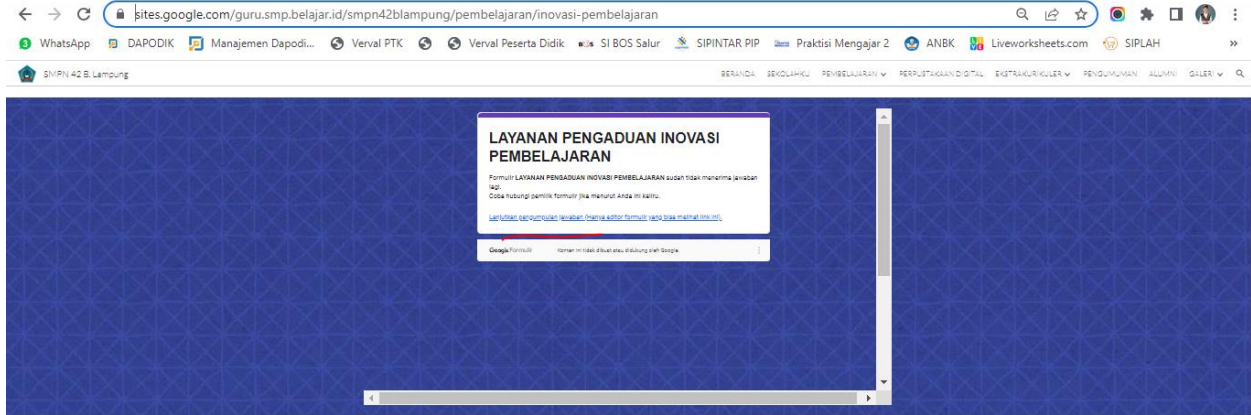 sites.google.com/guru.smp.belajar.id/smpn42blampung/pembelajaran/inovasi-pembelajaran
3 WhatsApp DAPODIK Manajemen Dapodi... Verval PTK Verval Peserta Didik SI BOS Salur SIPINTAR PIP Praktisi Mengajar 2 ANBK Liveworksheets.com SIPLAH »
SMPN 42 B. Lampung BERANDA SEKOLAHKU PEMBELAJARAN PERPUSTAKAAN DIGITAL EKSTRAKURIKULER PENGUMUMAN ALUMNI GALERI
LAYANAN PENGADUAN INOVASI
PEMBELAJARAN
Formulir LAYANAN PENGADUAN INOVASI PEMBELAJARAN sudah tidak menerima jawaban
lagi.
Coba hubungi pemilik formulir jika menurut Anda ini keliru.
Lanjutkan pengumpulan jawaban (Hanya editor formulir yang bisa melihat link ini).
Google Formulir Konten ini tidak dibuat atau didukung oleh Google.